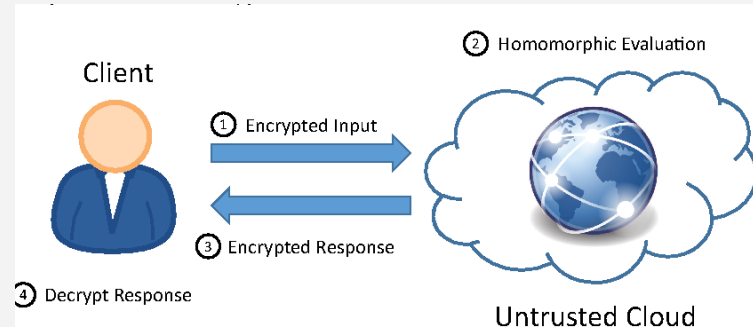 ② Homomorphic Evaluation
Client
① Encrypted Input
③ Encrypted Response
④ Decrypt Response
Untrusted Cloud